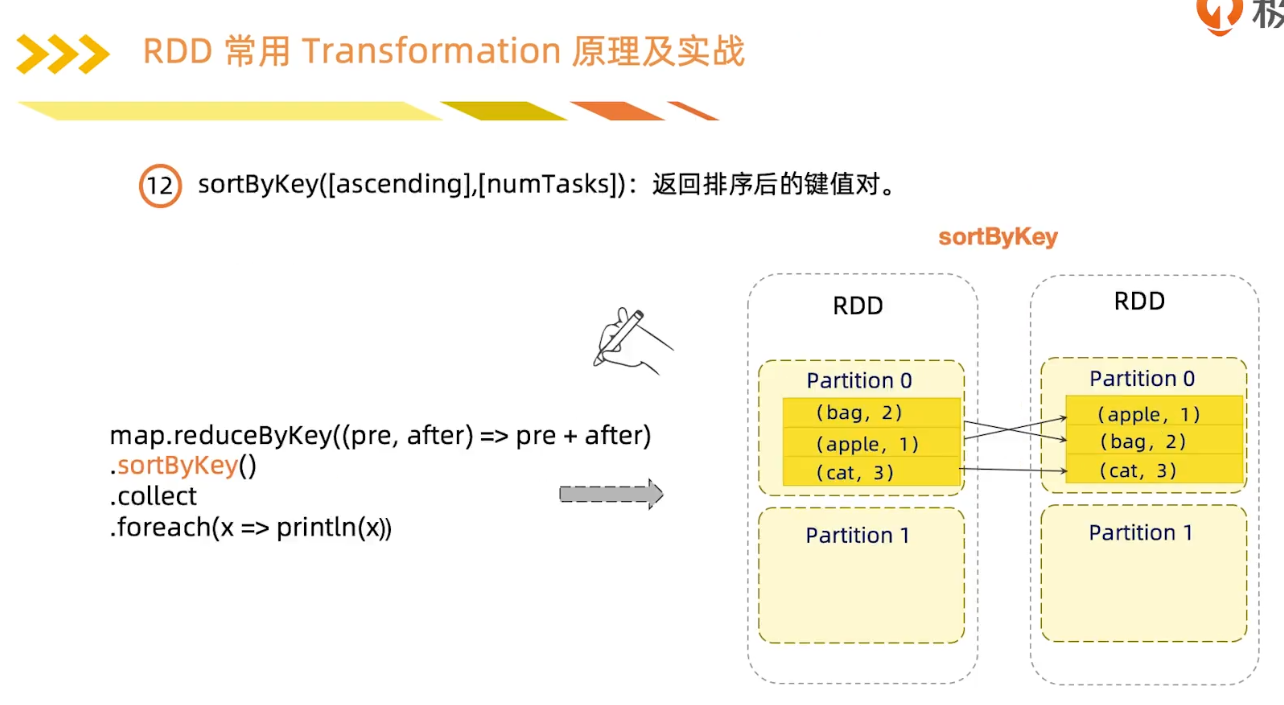 RDD 常用 Transformation 原理及实战
12 sortByKey([ascending],[numTasks])：返回排序后的键值对。
map.reduceByKey((pre, after) => pre + after)
.sortByKey()
.collect
.foreach(x => println(x))
sortByKey
RDD
Partition 0
(bag, 2)
(apple, 1)
(cat, 3)
Partition 1
RDD
Partition 0
(apple, 1)
(bag, 2)
(cat, 3)
Partition 1